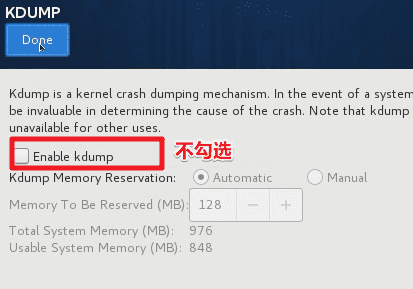 KDUMP
Done
Kdump is a kernel crash dumping mechanism. In the event of a system
be invaluable in determining the cause of the crash. Note that kdump
unavailable for other uses.
Enable kdump 不勾选
Kdump Memory Reservation: Automatic Manual
Memory To Be Reserved (MB): 128 − +
Total System Memory (MB): 976
Usable System Memory (MB): 848